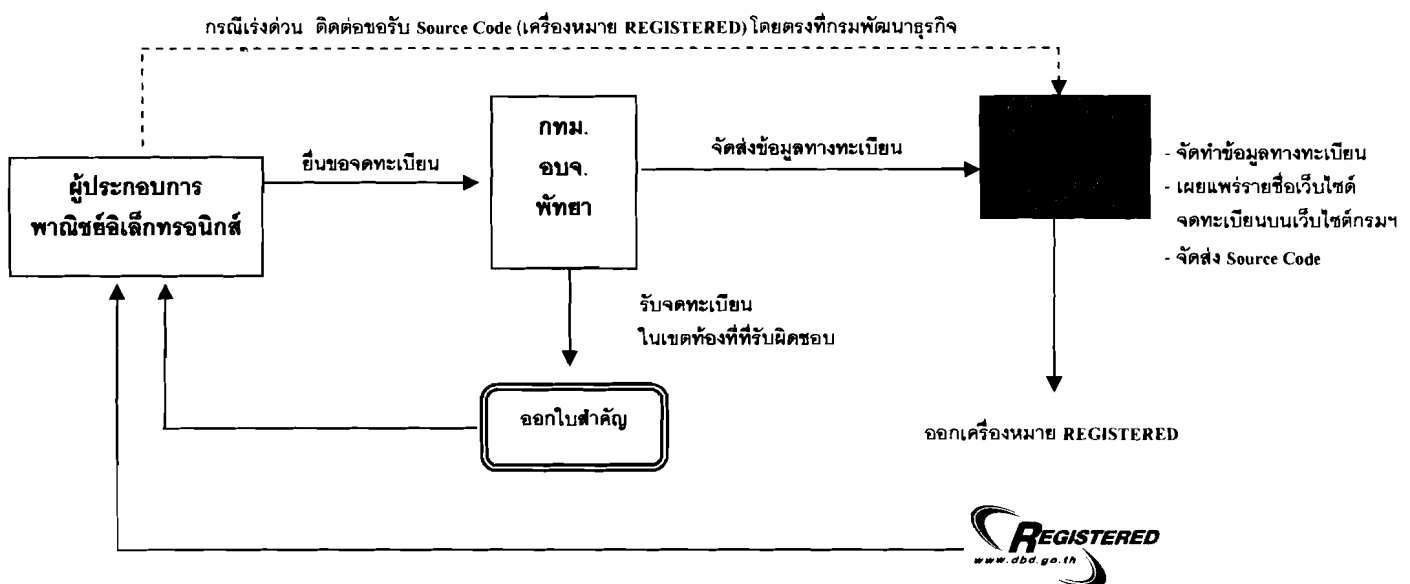 กรณีเร่งด่วน ติดต่อขอรับ Source Code (เครื่องหมาย REGISTERED) โดยตรงที่กรมพัฒนาธุรกิจ
ผู้ประกอบการ
พาณิชย์อิเล็กทรอนิกส์
ยื่นขอจดทะเบียน
กทม.
อบจ.
พัทยา
จัดส่งข้อมูลทางทะเบียน
- จัดทำข้อมูลทางทะเบียน
- เผยแพร่รายชื่อเว็บไซต์
จดทะเบียนบนเว็บไซต์กรมฯ
- จัดส่ง Source Code
รับจดทะเบียน
ในเขตท้องที่ที่รับผิดชอบ
ออกใบสำคัญ
ออกเครื่องหมาย REGISTERED
REGISTERED
www.dbd.go.th